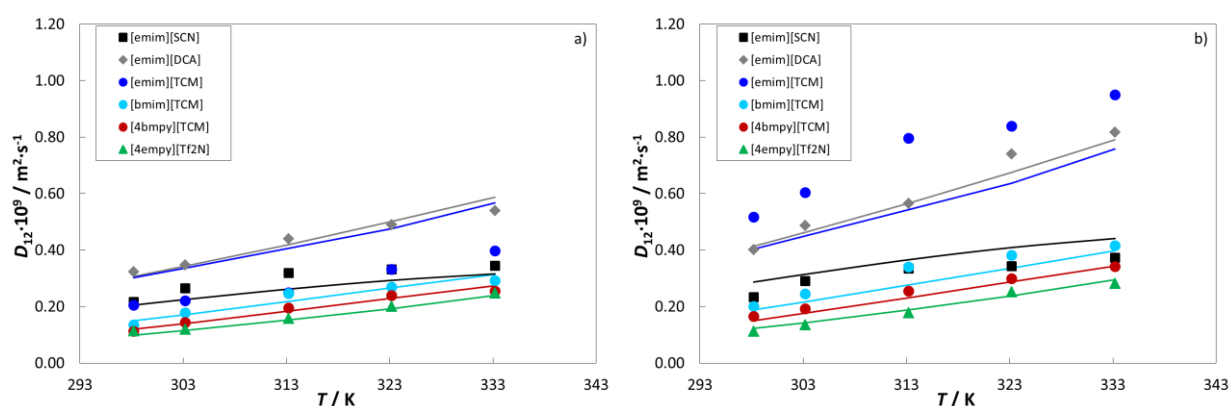 1.20
1.00
0.80
0.60
0.40
0.20
0.00
D₁₂·10⁹ / m²·s⁻¹
[emim][SCN]
[emim][DCA]
[emim][TCM]
[bmim][TCM]
[4bmpy][TCM]
[4empy][Tf2N]
a)
293
303
313
323
333
343
T / K
1.20
1.00
0.80
0.60
0.40
0.20
0.00
D₁₂·10⁹ / m²·s⁻¹
[emim][SCN]
[emim][DCA]
[emim][TCM]
[bmim][TCM]
[4bmpy][TCM]
[4empy][Tf2N]
b)
293
303
313
323
333
343
T / K